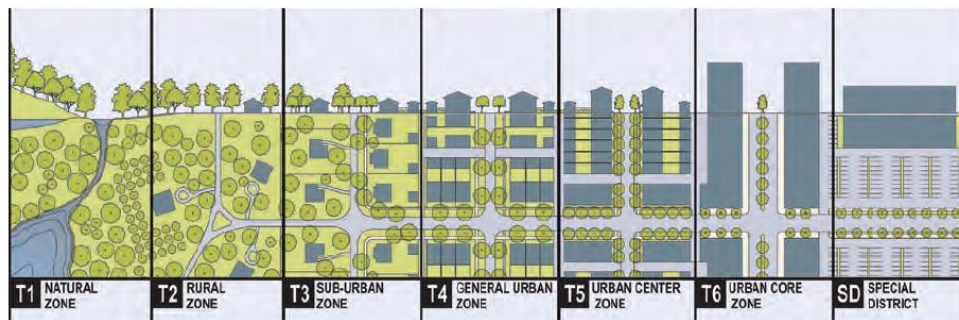 T1 NATURAL
ZONE
T2 RURAL
ZONE
T3 SUB-URBAN
ZONE
T4 GENERAL URBAN
ZONE
T5 URBAN CENTER
ZONE
T6 URBAN CORE
ZONE
SD SPECIAL
DISTRICT